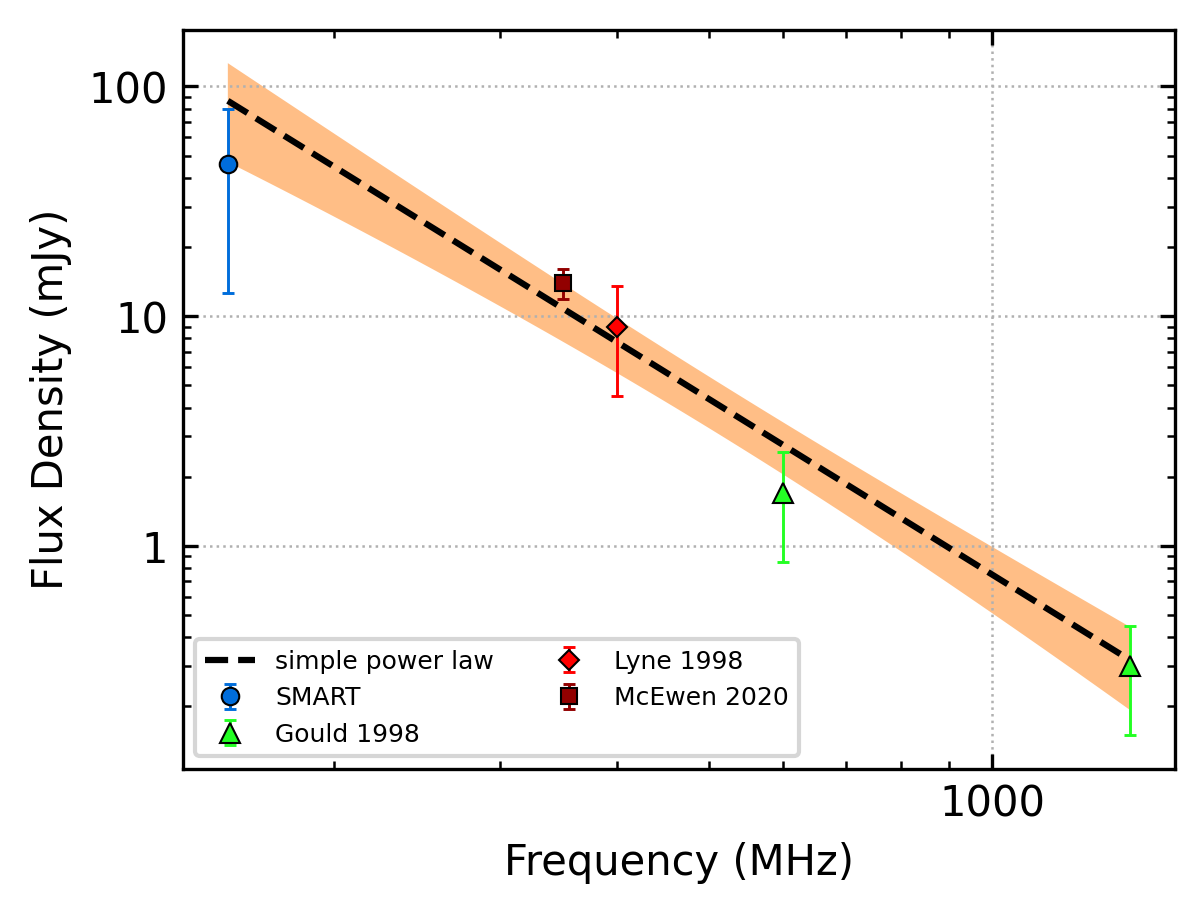 100
10
1
Flux Density (mJy)
simple power law
SMART
Gould 1998
Lyne 1998
McEwen 2020
1000
Frequency (MHz)